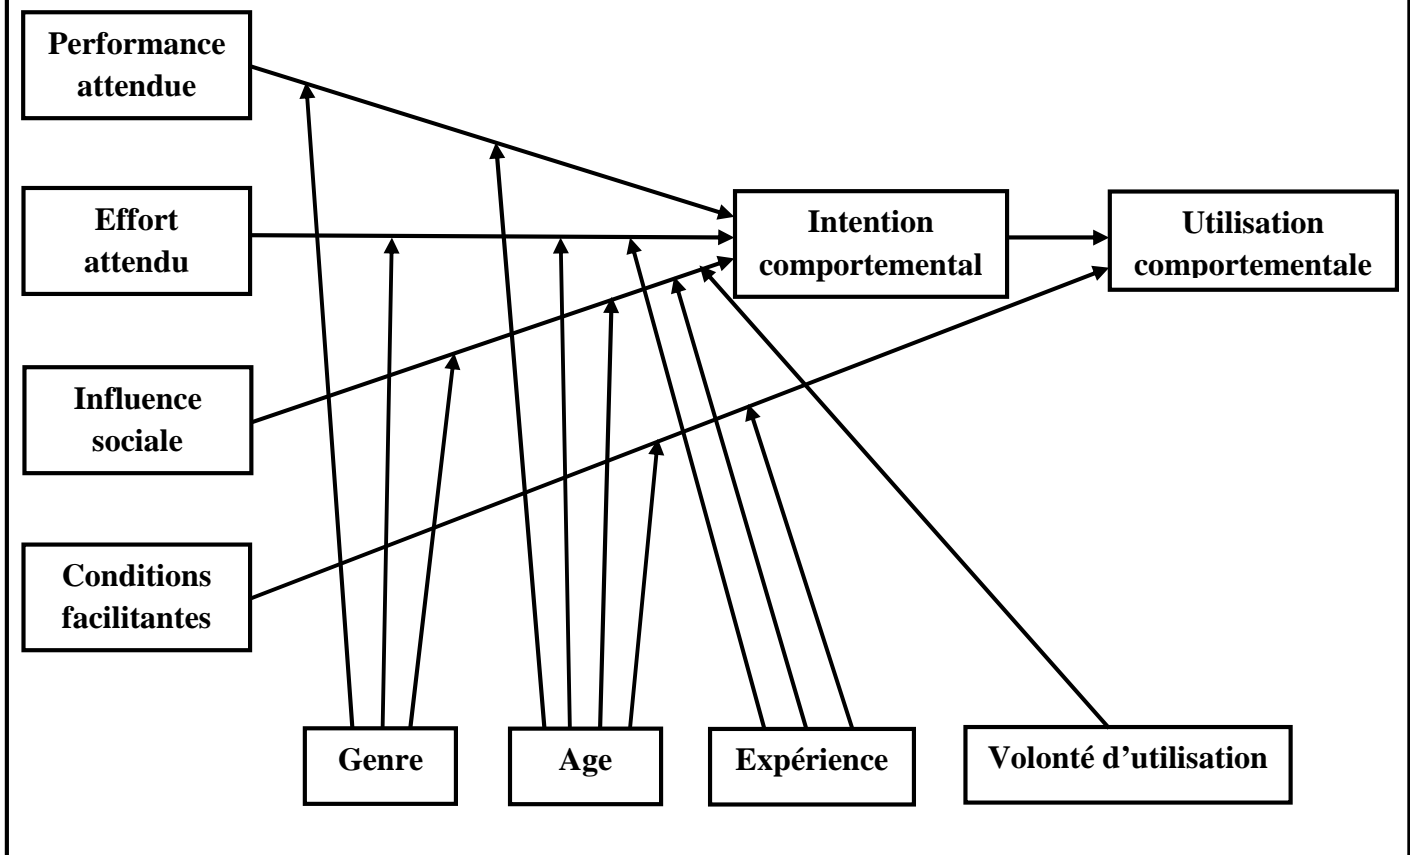 Performance
attendue
Effort
attendu
Intention
comportemental
Utilisation
comportementale
Influence
sociale
Conditions
facilitantes
Genre
Age
Expérience
Volonté d’utilisation